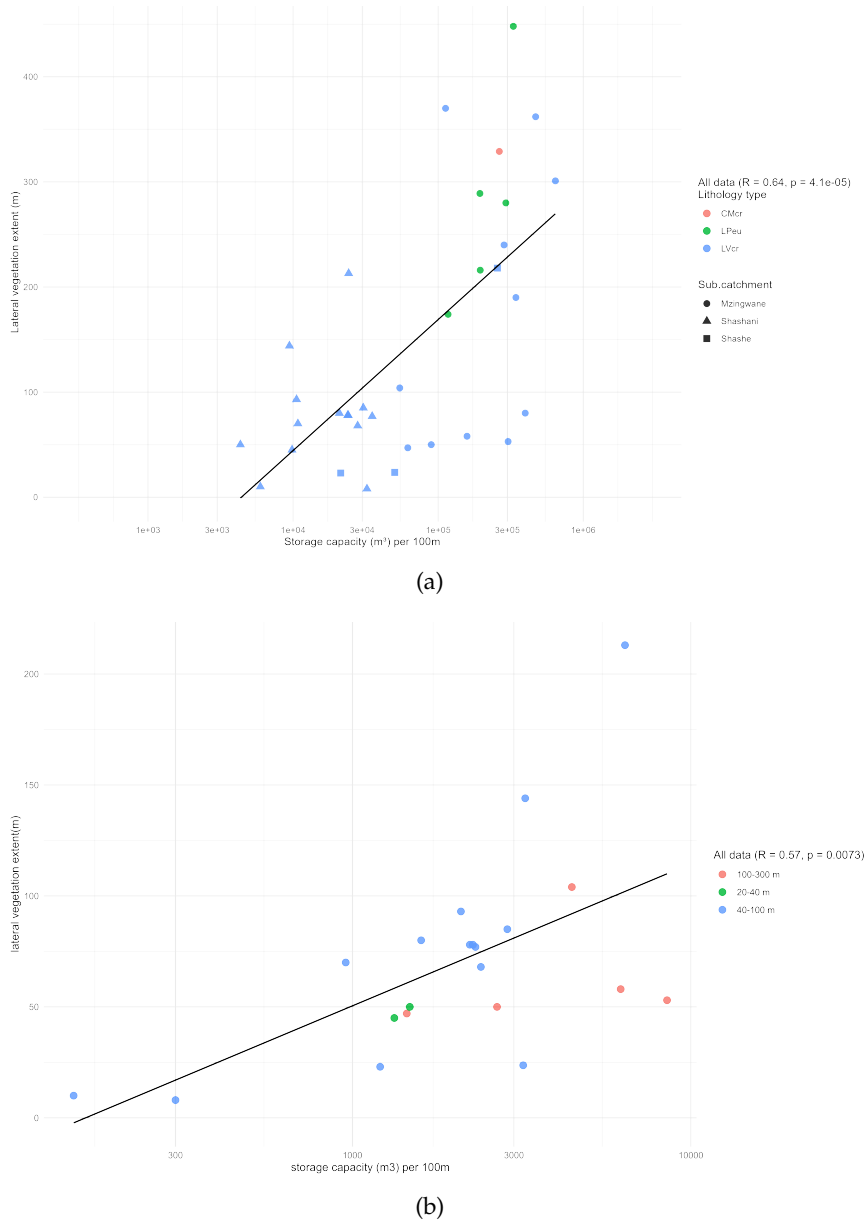 400
300
200
100
0
Lateral vegetation extent (m)
1e+03 3e+03 1e+04 3e+04 1e+05 3e+05 1e+06
Storage capacity (m³) per 100m
All data (R = 0.64, p = 4.1e-05)
Lithology type
CMcr
LPeu
LVcr
Sub.catchment
Mzingwane
Shashani
Shashe
(a)
200
150
100
50
0
lateral vegetation extent(m)
300 1000 3000 10000
storage capacity (m3) per 100m
All data (R = 0.57, p = 0.0073)
100-300 m
20-40 m
40-100 m
(b)